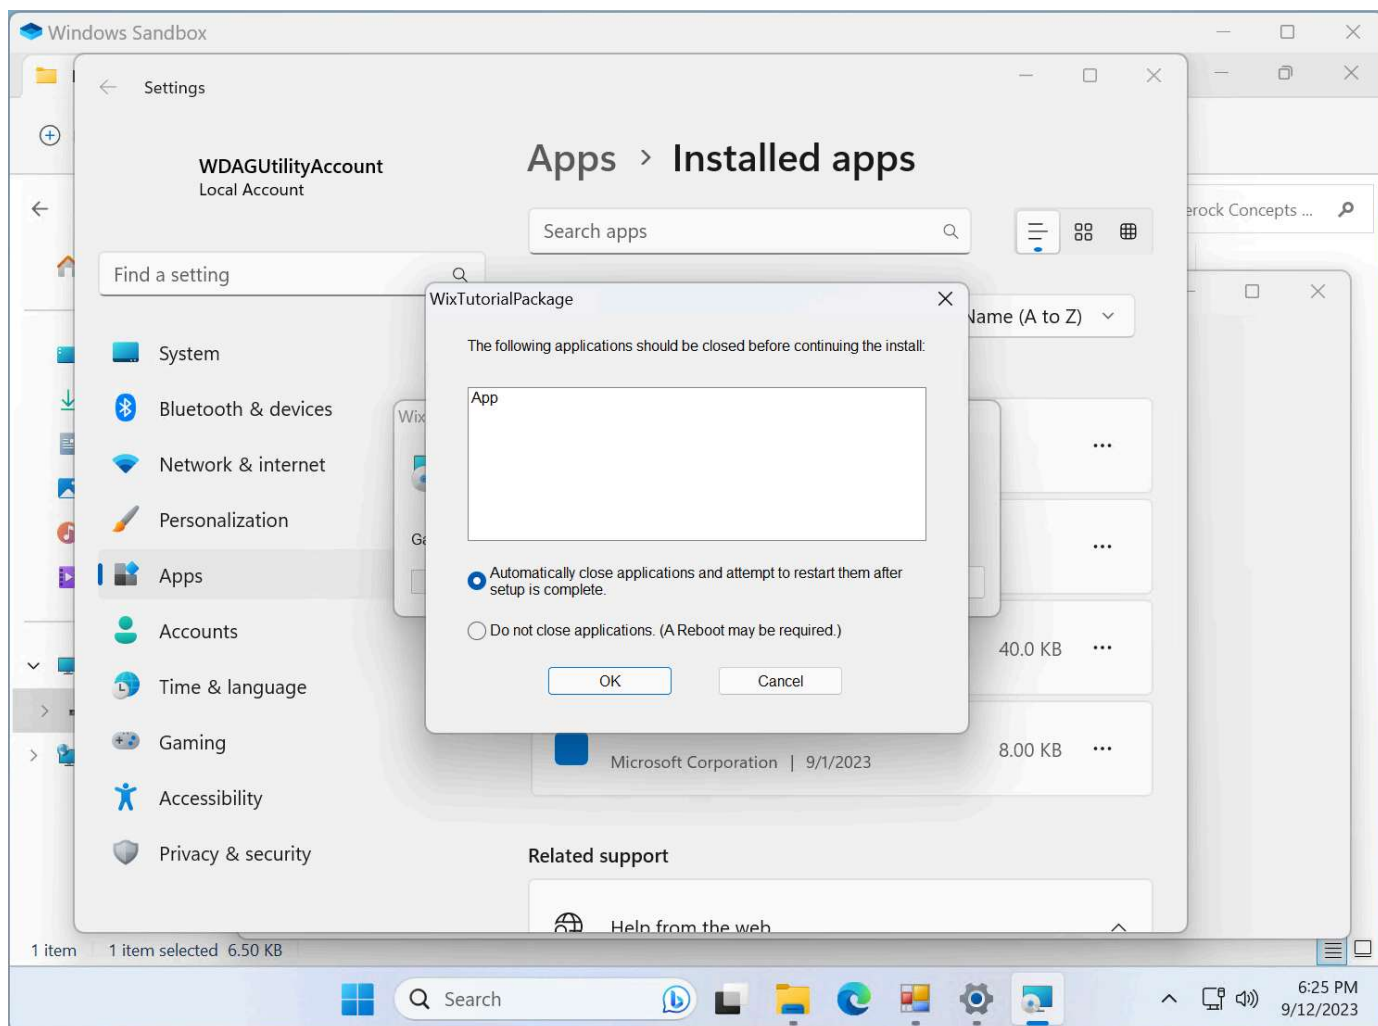 Windows Sandbox
Settings
WDAGUtilityAccount
Local Account
Find a setting
System
Bluetooth & devices
Network & internet
Personalization
Apps
Accounts
Time & language
Gaming
Accessibility
Privacy & security
Apps > Installed apps
Search apps
Name (A to Z)
40.0 KB
8.00 KB
Microsoft Corporation | 9/1/2023
Related support
Help from the web
Concepts ...
WixTutorialPackage
The following applications should be closed before continuing the install:
App
Automatically close applications and attempt to restart them after
setup is complete.
Do not close applications. (A Reboot may be required.)
OK
Cancel
1 item
1 item selected 6.50 KB
Search
6:25 PM
9/12/2023